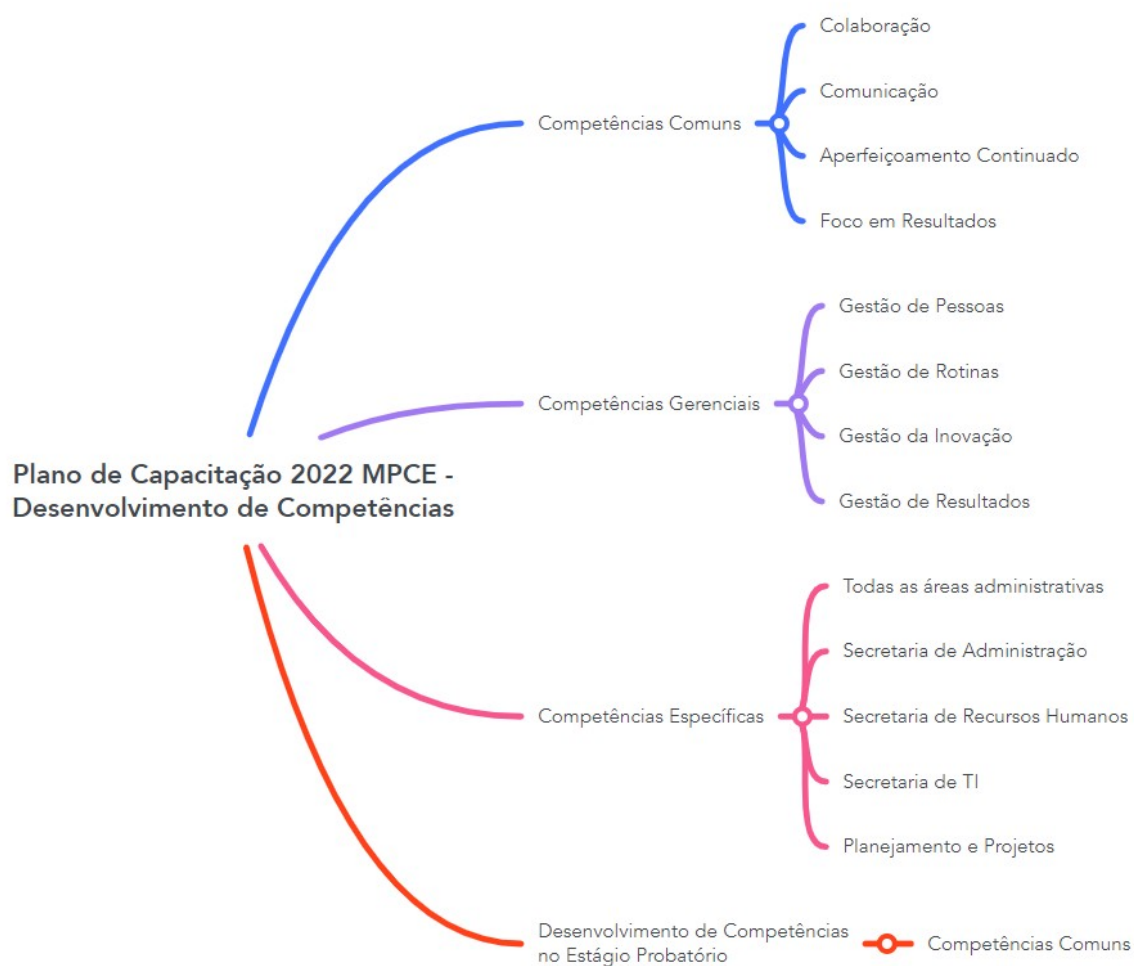 Plano de Capacitação 2022 MPCE -
Desenvolvimento de Competências
Competências Comuns
Colaboração
Comunicação
Aperfeiçoamento Continuado
Foco em Resultados
Competências Gerenciais
Gestão de Pessoas
Gestão de Rotinas
Gestão da Inovação
Gestão de Resultados
Competências Específicas
Todas as áreas administrativas
Secretaria de Administração
Secretaria de Recursos Humanos
Secretaria de TI
Planejamento e Projetos
Desenvolvimento de Competências
no Estágio Probatório
Competências Comuns